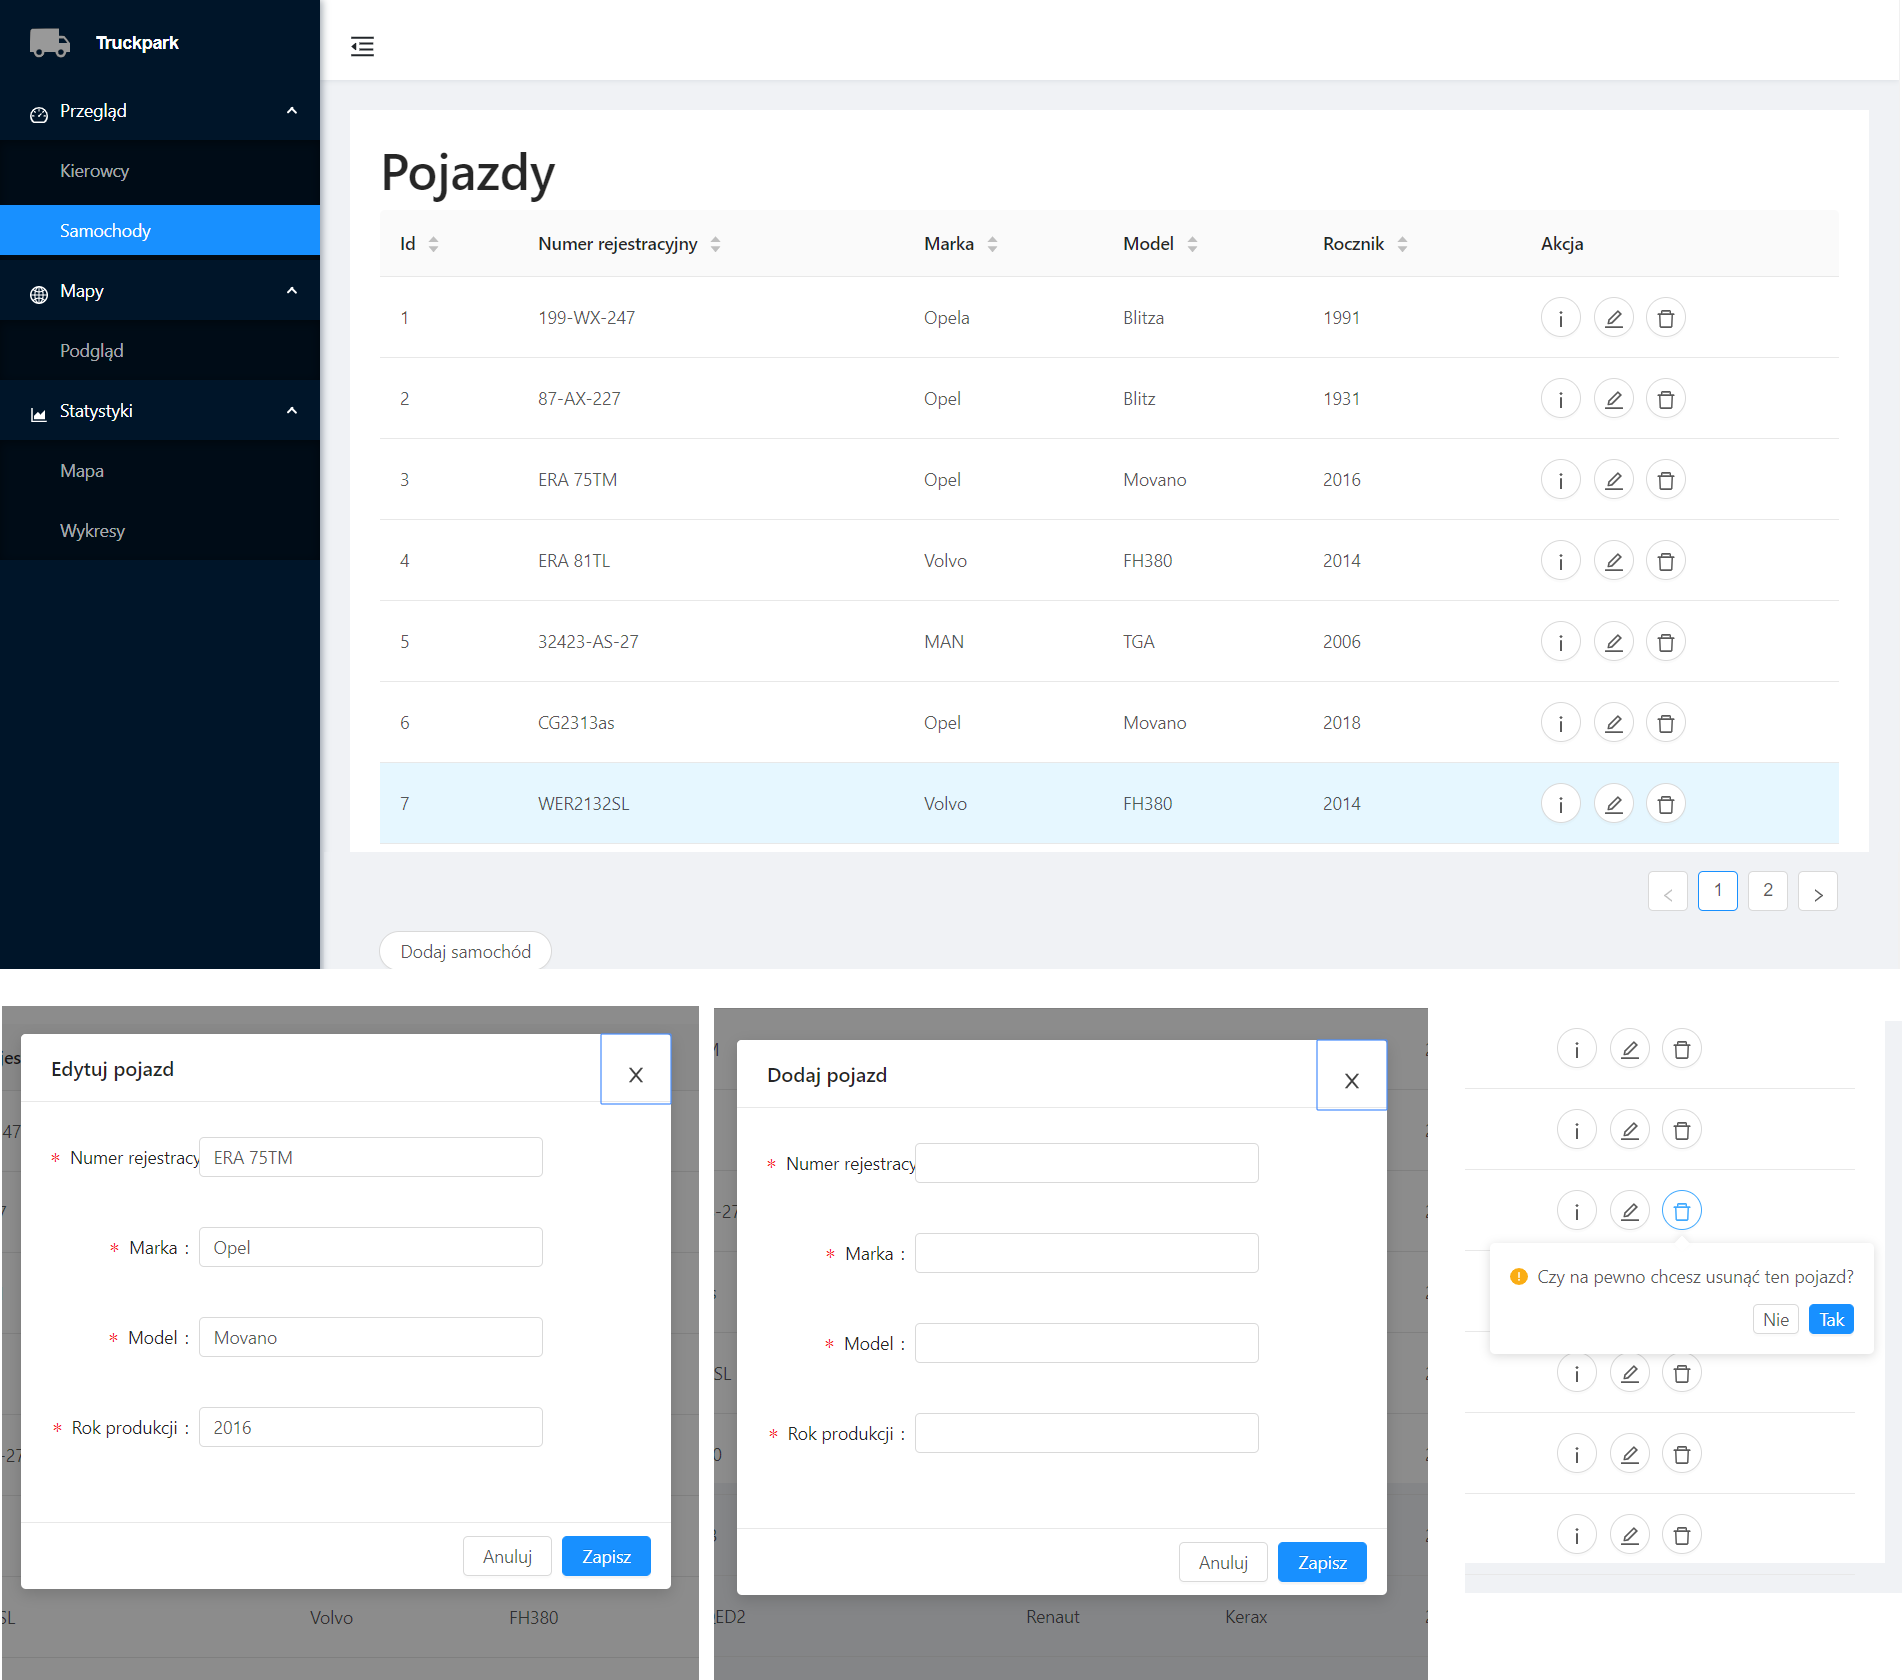 Truckpark
Przegląd
Kierowcy
Samochody
Mapy
Podgląd
Statystyki
Mapa
Wykresy
Pojazdy
Id Numer rejestracyjny Marka Model Rocznik Akcja
1 199-WX-247 Opela Blitza 1991
2 87-AX-227 Opel Blitz 1931
3 ERA 75TM Opel Movano 2016
4 ERA 81TL Volvo FH380 2014
5 32423-AS-27 MAN TGA 2006
6 CG2313as Opel Movano 2018
7 WER2132SL Volvo FH380 2014
< 1 2 >
Dodaj samochód
jes
47
7
-27
SL Volvo FH380
Edytuj pojazd X
* Numer rejestracy ERA 75TM
* Marka : Opel
* Model : Movano
* Rok produkcji : 2016
Anuluj Zapisz
-27
SL
0
ED2 Renaut Kerax
Dodaj pojazd X
* Numer rejestracy
* Marka :
* Model :
* Rok produkcji :
Anuluj Zapisz
Czy na pewno chcesz usunąć ten pojazd?
Nie Tak